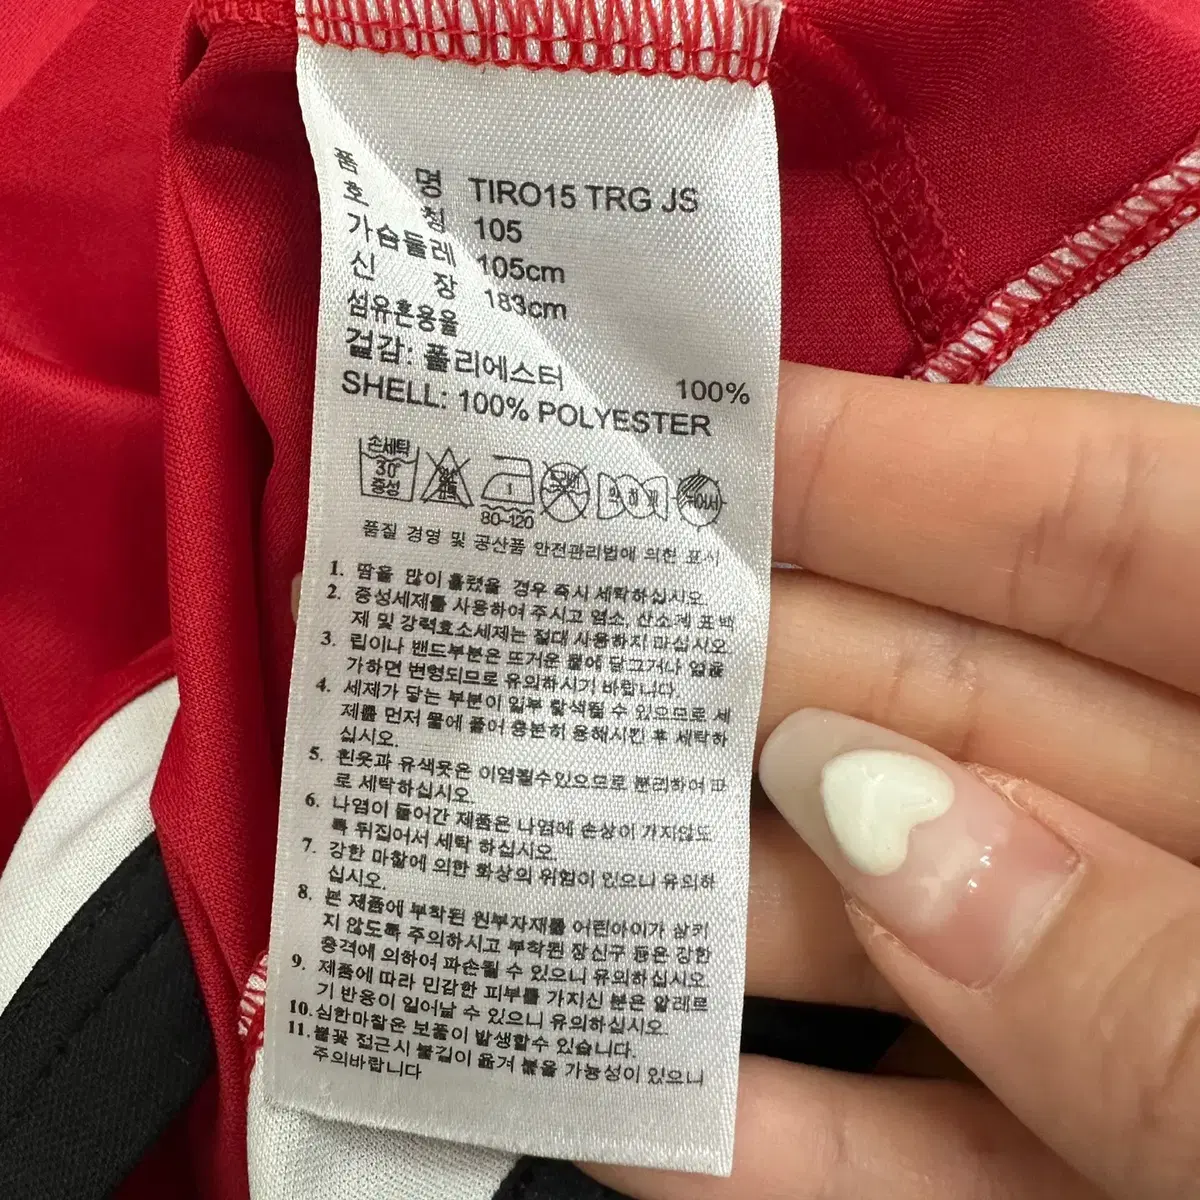 품 명 TIRO15 TRG JS
호 칭 105
가슴둘레 105cm
신 장 183cm
섬유혼용율
겉감: 폴리에스터 100%
SHELL: 100% POLYESTER
손세탁
30°
중성
80~120
드라이
약하게
뉘어서
품질 경영 및 공산품 안전관리법에 의한 표시
1. 땀을 많이 흘렸을 경우 즉시 세탁하십시오.
2. 중성세제를 사용하여 주시고 염소, 산소계 표백
제 및 강력효소세제는 절대 사용하지 마십시오.
3. 립이나 밴드부분은 뜨거운 물에 담그거나 열을
가하면 변형되므로 유의하시기 바랍니다.
4. 세제가 닿는 부분이 일부 탈색될 수 있으므로 세
제를 먼저 물에 풀어 충분히 용해시킨 후 세탁하
십시오.
5. 흰옷과 유색옷은 이염될수있으므로 분리하여 따
로 세탁하십시오.
6. 나염이 들어간 제품은 나염에 손상이 가지않도
록 뒤집어서 세탁 하십시오.
7. 강한 마찰에 의한 화상의 위험이 있으니 유의하
십시오.
8. 본 제품에 부착된 원부자재를 어린아이가 삼키
지 않도록 주의하시고 부착된 장신구 등은 강한
충격에 의하여 파손될 수 있으니 유의하십시오.
9. 제품에 따라 민감한 피부를 가지신 분은 알레르
기 반응이 일어날 수 있으니 유의하십시오.
10. 심한마찰은 보풀이 발생할수 있습니다.
11. 불꽃 접근시 불길이 옮겨 붙을 가능성이 있으니
주의바랍니다